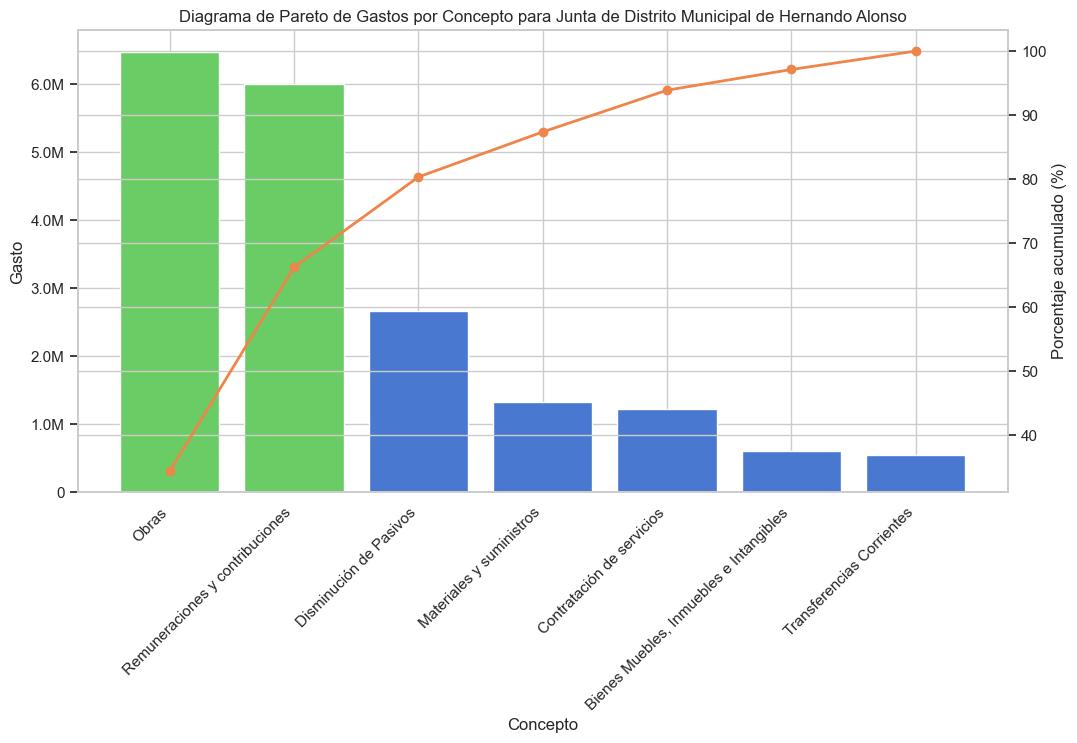 Diagrama de Pareto de Gastos por Concepto para Junta de Distrito Municipal de Hernando Alonso
6.0M
5.0M
4.0M
3.0M
2.0M
1.0M
0
Gasto
100
90
80
70
60
50
40
Porcentaje acumulado (%)
Obras
Remuneraciones y contribuciones
Disminución de Pasivos
Materiales y suministros
Contratación de servicios
Bienes Muebles, Inmuebles e Intangibles
Transferencias Corrientes
Concepto